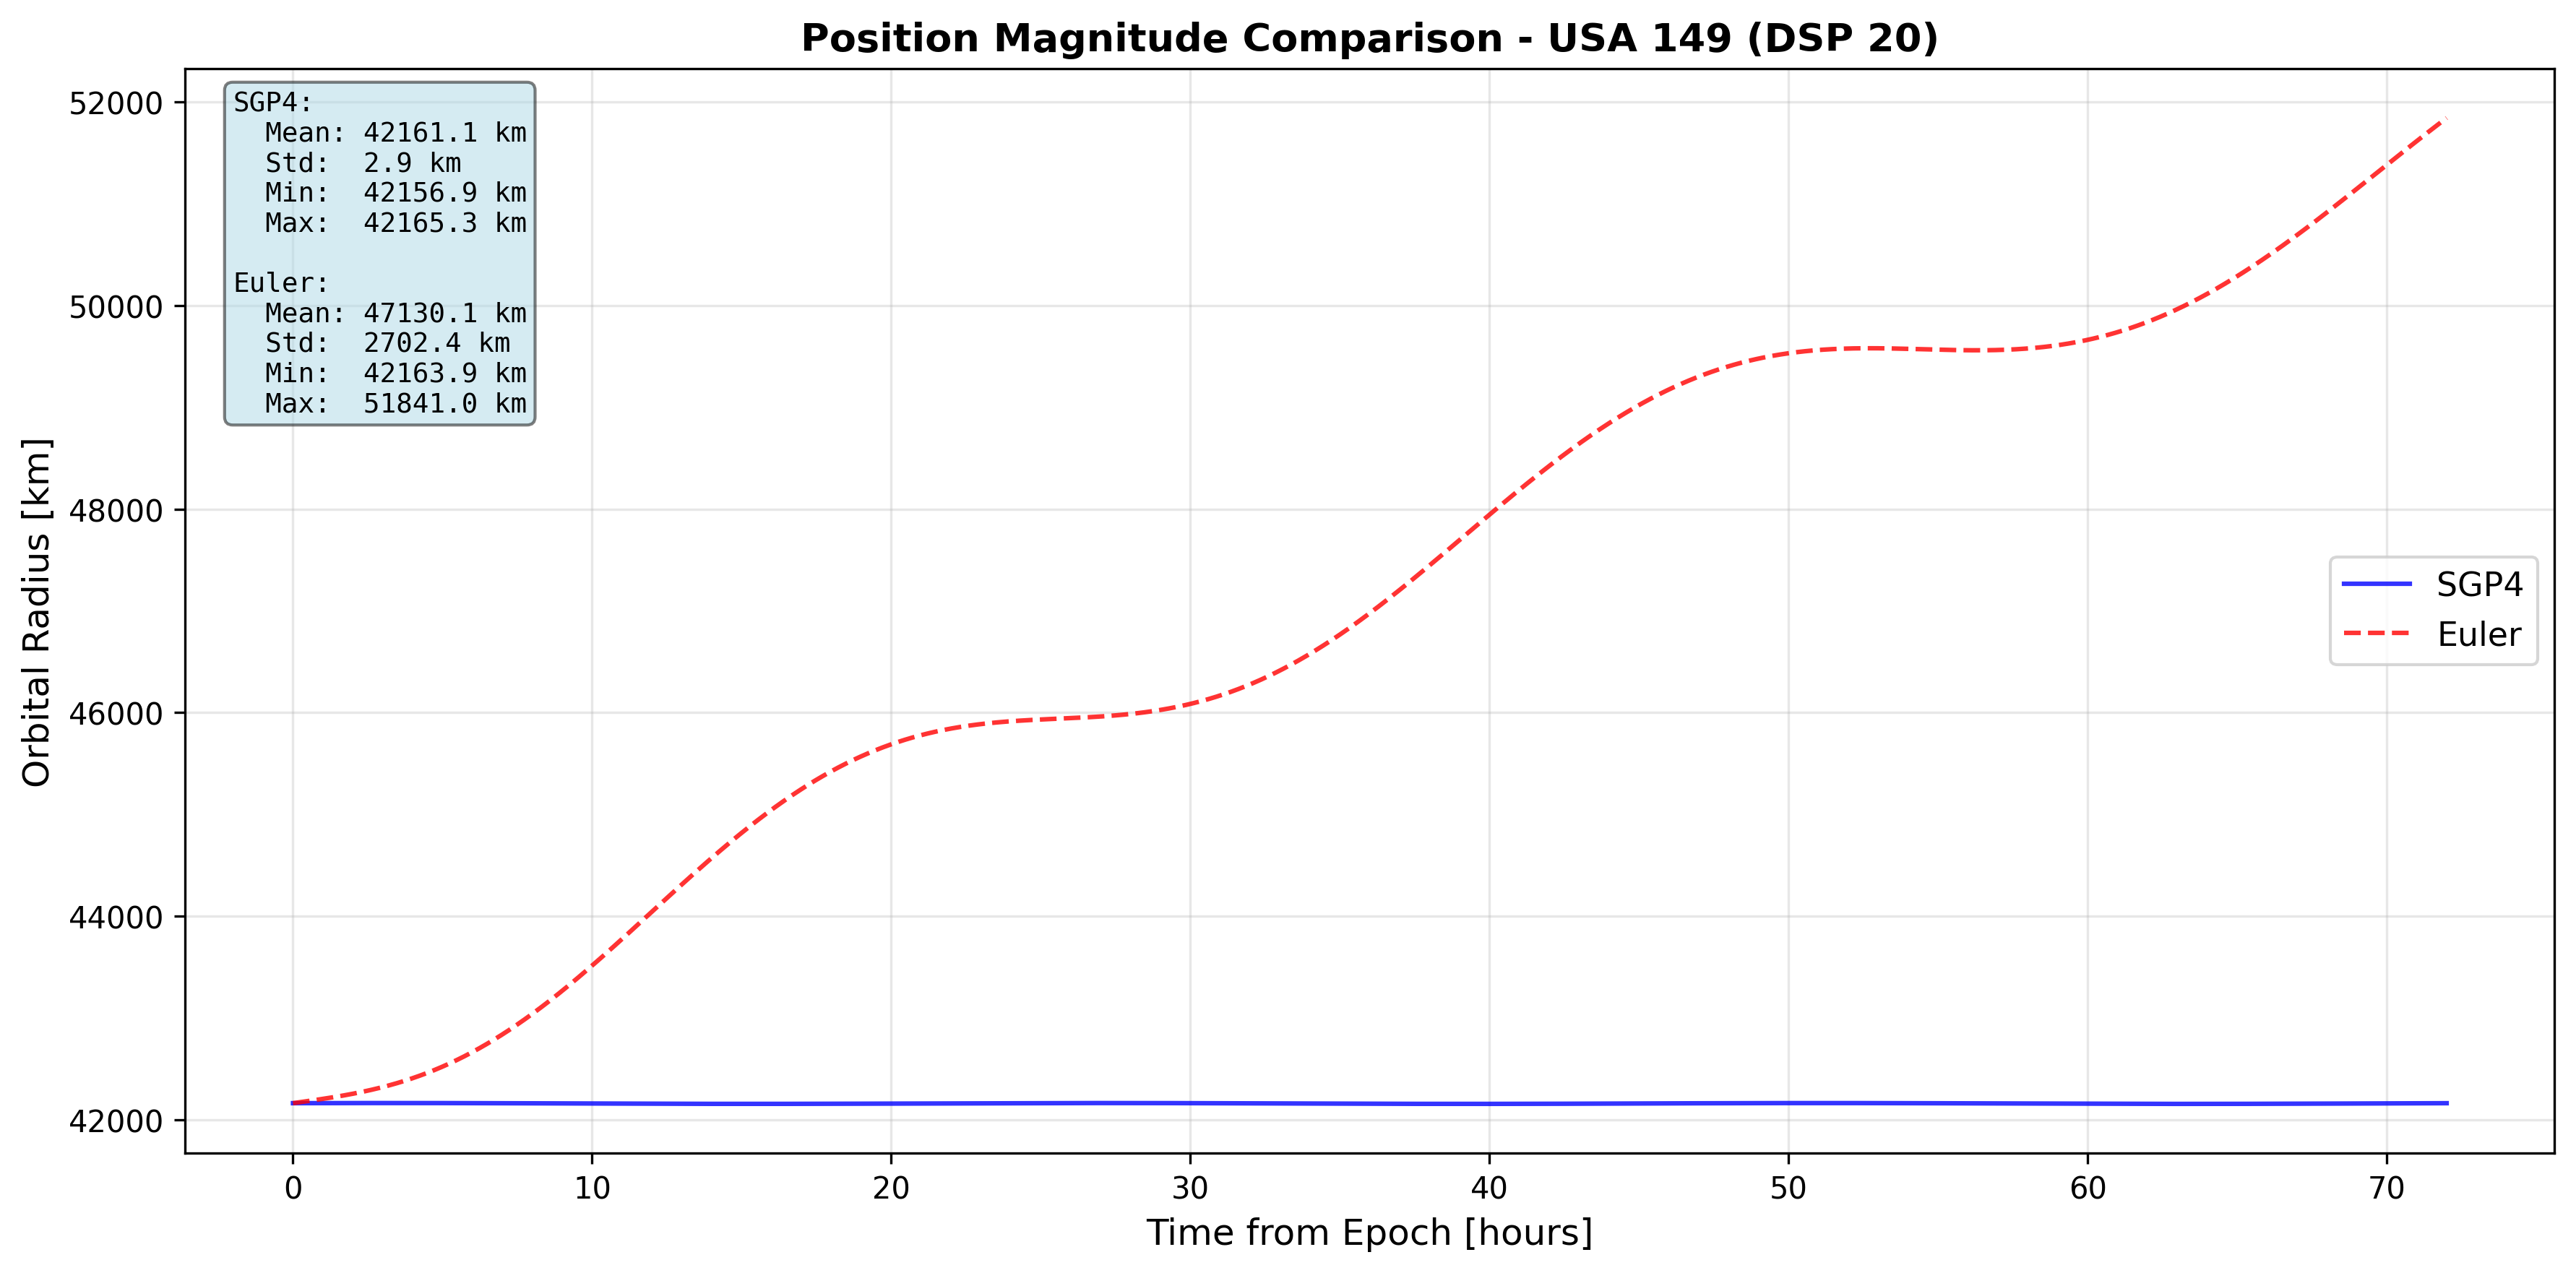 Position Magnitude Comparison - USA 149 (DSP 20)
SGP4:
Mean: 42161.1 km
Std: 2.9 km
Min: 42156.9 km
Max: 42165.3 km
Euler:
Mean: 47130.1 km
Std: 2702.4 km
Min: 42163.9 km
Max: 51841.0 km
Orbital Radius [km]
52000
50000
48000
46000
44000
42000
SGP4
Euler
0 10 20 30 40 50 60 70
Time from Epoch [hours]